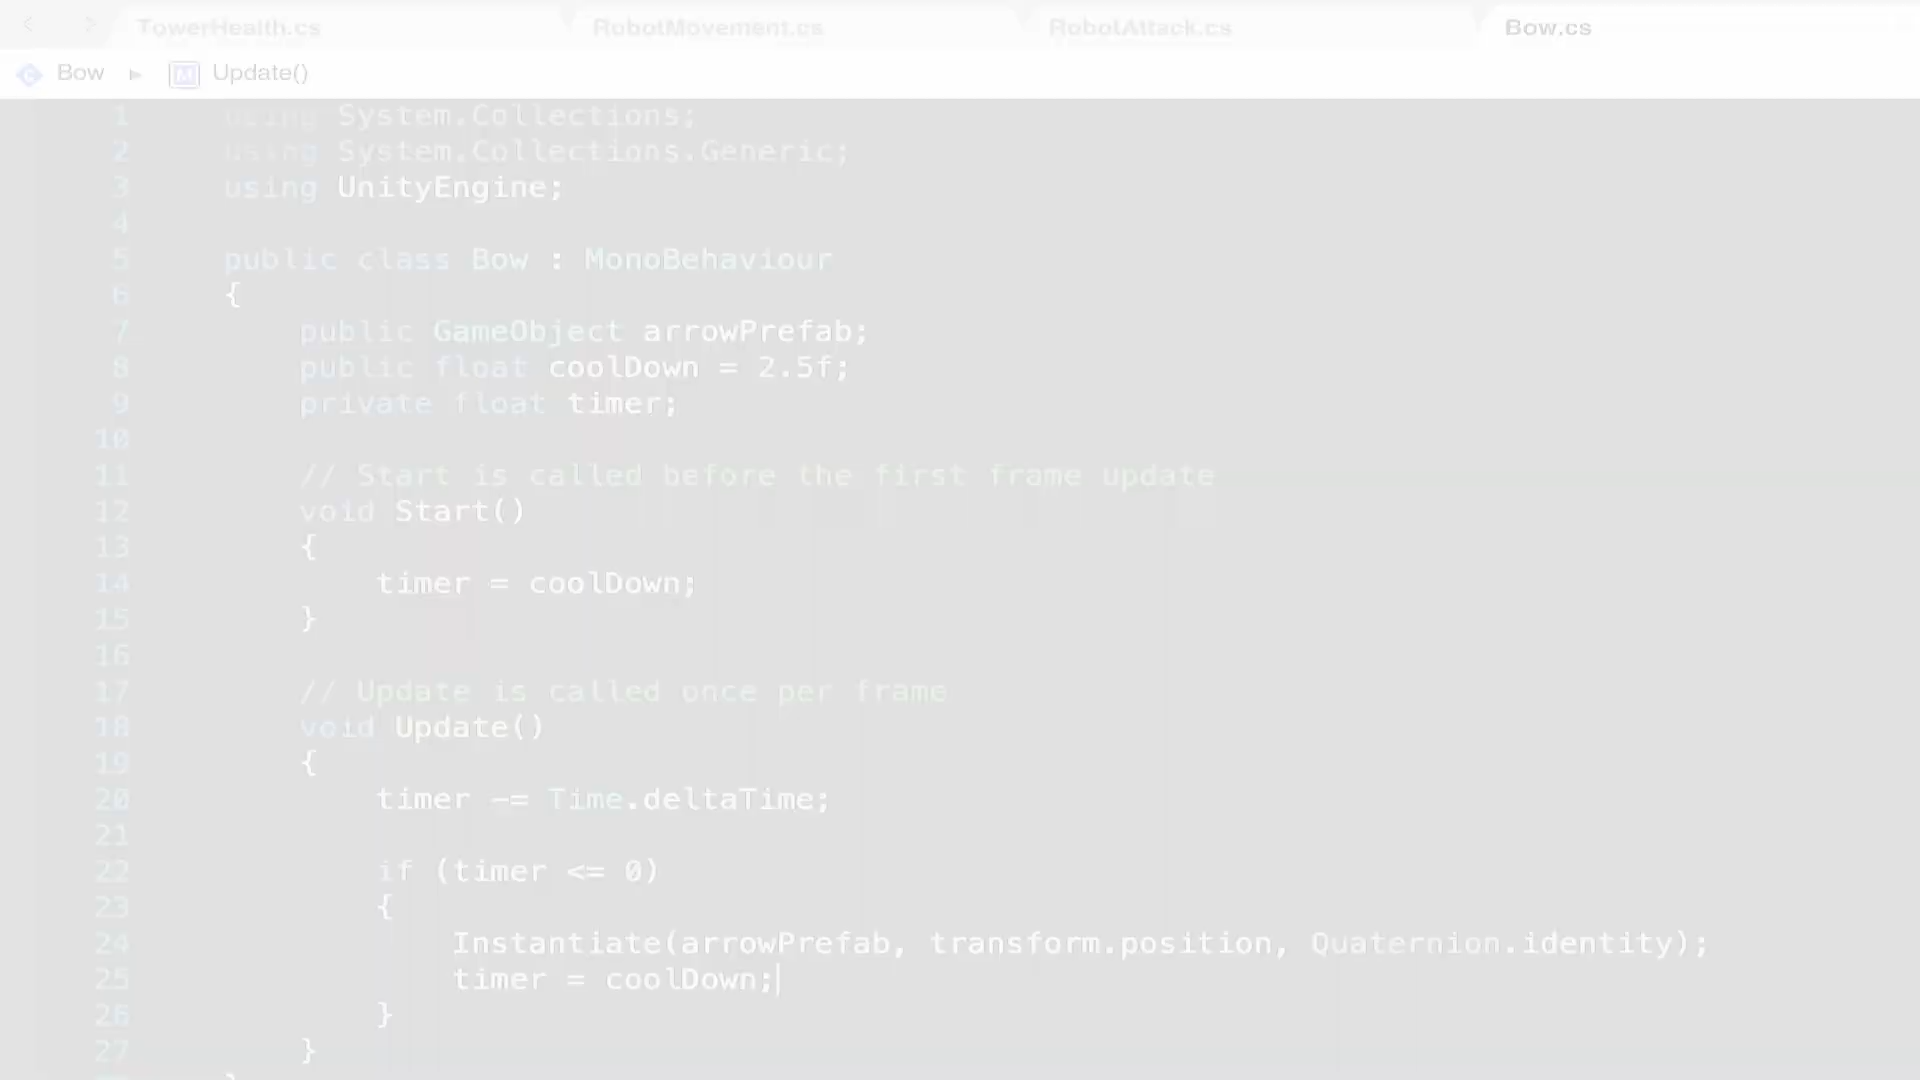 < > TowerHealth.cs RobotMovement.cs RobotAttack.cs Bow.cs
C Bow ▸ M Update()
1 using System.Collections;
2 using System.Collections.Generic;
3 using UnityEngine;
4
5 public class Bow : MonoBehaviour
6 {
7 public GameObject arrowPrefab;
8 public float coolDown = 2.5f;
9 private float timer;
10
11 // Start is called before the first frame update
12 void Start()
13 {
14 timer = coolDown;
15 }
16
17 // Update is called once per frame
18 void Update()
19 {
20 timer -= Time.deltaTime;
21
22 if (timer <= 0)
23 {
24 Instantiate(arrowPrefab, transform.position, Quaternion.identity);
25 timer = coolDown;
26 }
27 }